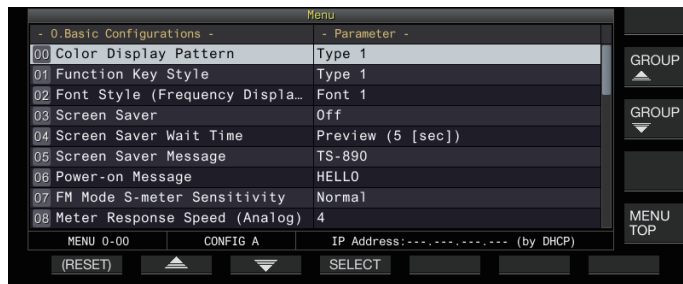 Menu
- 0.Basic Configurations - - Parameter -
00 Color Display Pattern Type 1
01 Function Key Style Type 1
02 Font Style (Frequency Displa… Font 1
03 Screen Saver Off
04 Screen Saver Wait Time Preview (5 [sec])
05 Screen Saver Message TS-890
06 Power-on Message HELLO
07 FM Mode S-meter Sensitivity Normal
08 Meter Response Speed (Analog) 4
MENU 0-00 CONFIG A IP Address:---.---.---.--- (by DHCP)
(RESET) SELECT
GROUP
GROUP
MENU
TOP